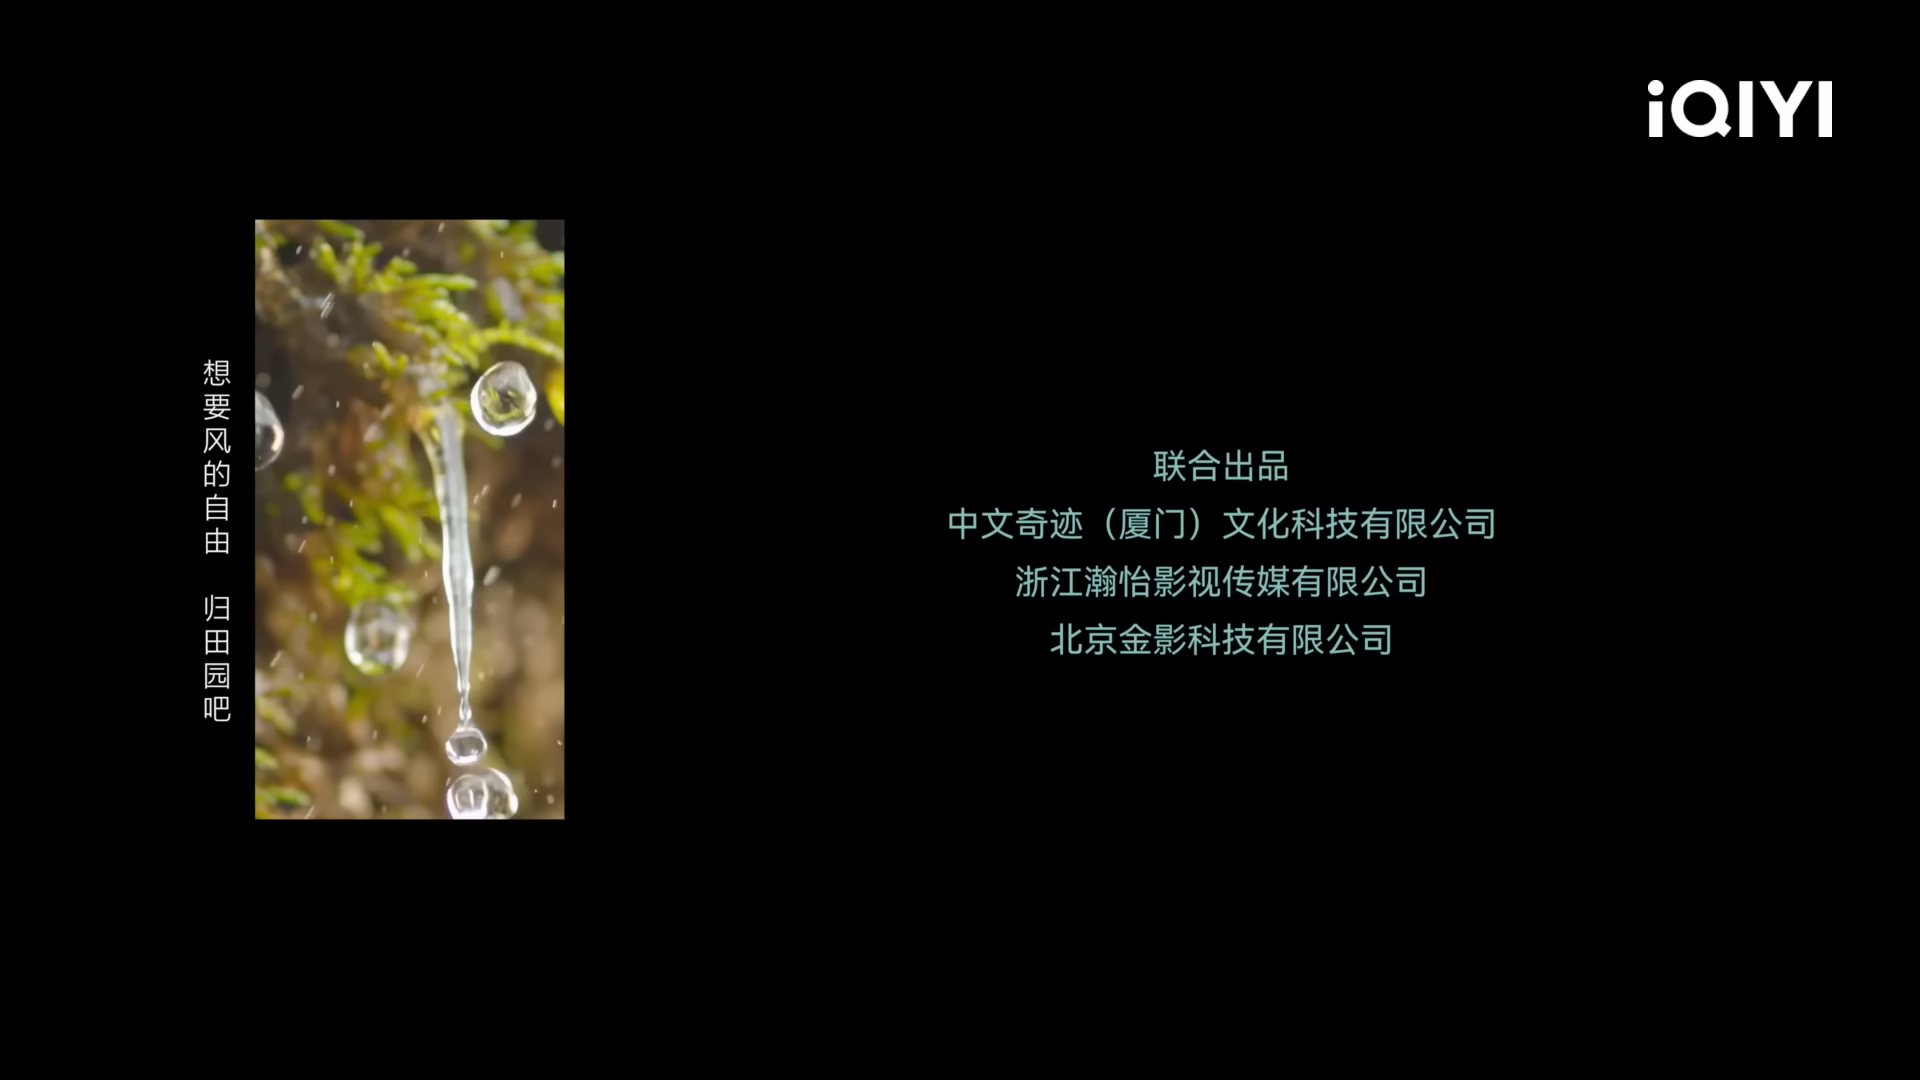 iQIYI
想要风的自由 归田园吧
联合出品
中文奇迹（厦门）文化科技有限公司
浙江瀚怡影视传媒有限公司
北京金影科技有限公司